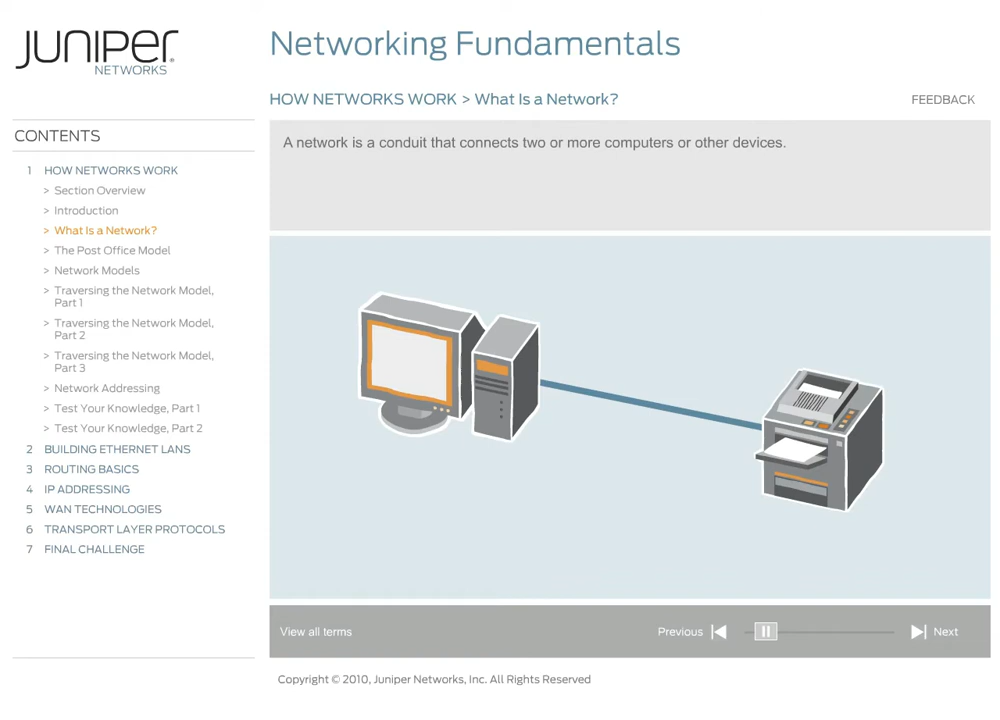 JUNIPer
NETWORKS
Networking Fundamentals
HOW NETWORKS WORK > What Is a Network?
FEEDBACK
CONTENTS
1 HOW NETWORKS WORK
> Section Overview
> Introduction
> What Is a Network?
> The Post Office Model
> Network Models
> Traversing the Network Model,
Part 1
> Traversing the Network Model,
Part 2
> Traversing the Network Model,
Part 3
> Network Addressing
> Test Your Knowledge, Part 1
> Test Your Knowledge, Part 2
2 BUILDING ETHERNET LANS
3 ROUTING BASICS
4 IP ADDRESSING
5 WAN TECHNOLOGIES
6 TRANSPORT LAYER PROTOCOLS
7 FINAL CHALLENGE
A network is a conduit that connects two or more computers or other devices.
View all terms
Previous
Next
Copyright © 2010, Juniper Networks, Inc. All Rights Reserved